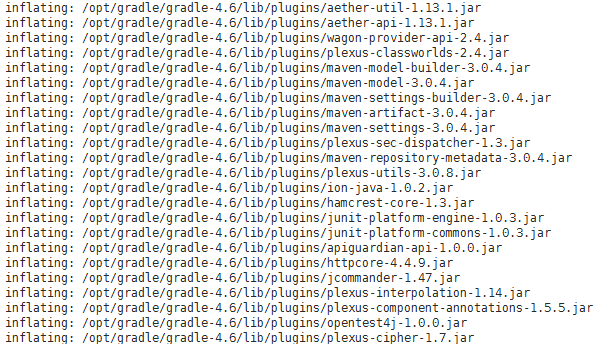 inflating: /opt/gradle/gradle-4.6/lib/plugins/aether-util-1.13.1.jar
inflating: /opt/gradle/gradle-4.6/lib/plugins/aether-api-1.13.1.jar
inflating: /opt/gradle/gradle-4.6/lib/plugins/wagon-provider-api-2.4.jar
inflating: /opt/gradle/gradle-4.6/lib/plugins/plexus-classworlds-2.4.jar
inflating: /opt/gradle/gradle-4.6/lib/plugins/maven-model-builder-3.0.4.jar
inflating: /opt/gradle/gradle-4.6/lib/plugins/maven-model-3.0.4.jar
inflating: /opt/gradle/gradle-4.6/lib/plugins/maven-settings-builder-3.0.4.jar
inflating: /opt/gradle/gradle-4.6/lib/plugins/maven-artifact-3.0.4.jar
inflating: /opt/gradle/gradle-4.6/lib/plugins/maven-settings-3.0.4.jar
inflating: /opt/gradle/gradle-4.6/lib/plugins/plexus-sec-dispatcher-1.3.jar
inflating: /opt/gradle/gradle-4.6/lib/plugins/maven-repository-metadata-3.0.4.jar
inflating: /opt/gradle/gradle-4.6/lib/plugins/plexus-utils-3.0.8.jar
inflating: /opt/gradle/gradle-4.6/lib/plugins/ion-java-1.0.2.jar
inflating: /opt/gradle/gradle-4.6/lib/plugins/hamcrest-core-1.3.jar
inflating: /opt/gradle/gradle-4.6/lib/plugins/junit-platform-engine-1.0.3.jar
inflating: /opt/gradle/gradle-4.6/lib/plugins/junit-platform-commons-1.0.3.jar
inflating: /opt/gradle/gradle-4.6/lib/plugins/apiguardian-api-1.0.0.jar
inflating: /opt/gradle/gradle-4.6/lib/plugins/httpcore-4.4.9.jar
inflating: /opt/gradle/gradle-4.6/lib/plugins/jcommander-1.47.jar
inflating: /opt/gradle/gradle-4.6/lib/plugins/plexus-interpolation-1.14.jar
inflating: /opt/gradle/gradle-4.6/lib/plugins/plexus-component-annotations-1.5.5.jar
inflating: /opt/gradle/gradle-4.6/lib/plugins/opentest4j-1.0.0.jar
inflating: /opt/gradle/gradle-4.6/lib/plugins/plexus-cipher-1.7.jar